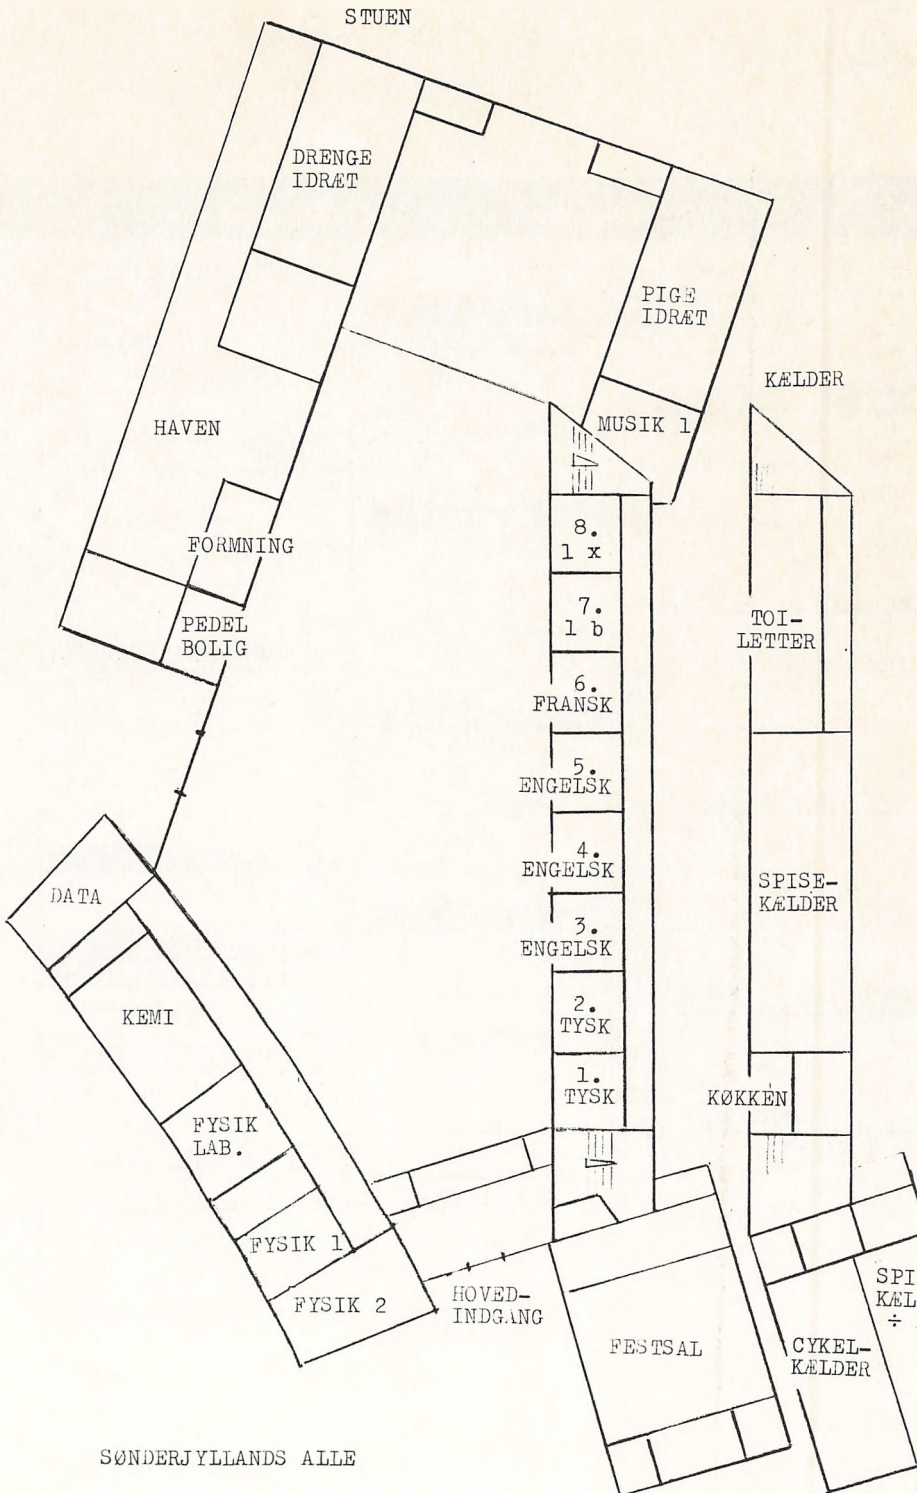 STUEN
DRENGE
IDRÆT
PIGE
IDRÆT
KÆLDER
HAVEN
MUSIK 1
FORMNING
8.
1 x
7.
1 b
PEDEL
BOLIG
TOI-
LETTER
6.
FRANSK
5.
ENGELSK
4.
ENGELSK
DATA
SPISE-
KÆLDER
3.
ENGELSK
KEMI
2.
TYSK
1.
TYSK
KØKKEN
FYSIK
LAB.
FYSIK 1
FYSIK 2
HOVED-
INDGANG
FESTSAL
CYKEL-
KÆLDER
SPI
KÆL
÷
SØNDERJYLLANDS ALLE